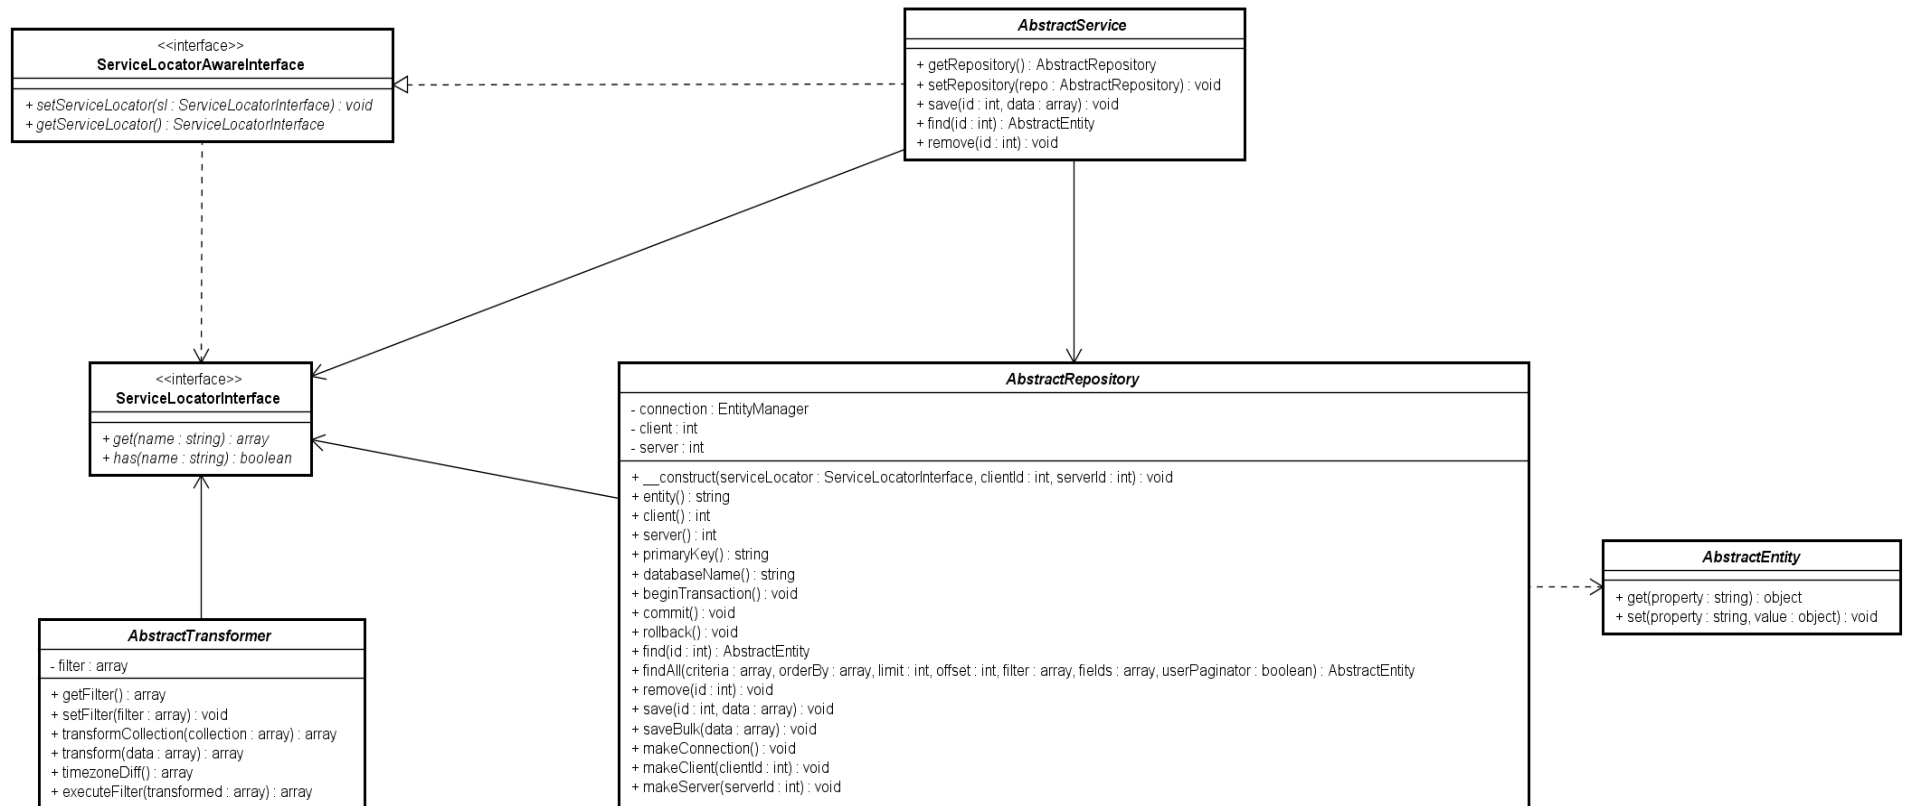 <<interface>>
ServiceLocatorAwareInterface
+ setServiceLocator(sl : ServiceLocatorInterface) : void
+ getServiceLocator() : ServiceLocatorInterface
AbstractService
+ getRepository() : AbstractRepository
+ setRepository(repo : AbstractRepository) : void
+ save(id : int, data : array) : void
+ find(id : int) : AbstractEntity
+ remove(id : int) : void
<<interface>>
ServiceLocatorInterface
+ get(name : string) : array
+ has(name : string) : boolean
AbstractRepository
- connection : EntityManager
- client : int
- server : int
+ __construct(serviceLocator : ServiceLocatorInterface, clientId : int, serverId : int) : void
+ entity() : string
+ client() : int
+ server() : int
+ primaryKey() : string
+ databaseName() : string
+ beginTransaction() : void
+ commit() : void
+ rollback() : void
+ find(id : int) : AbstractEntity
+ findAll(criteria : array, orderBy : array, limit : int, offset : int, filter : array, fields : array, userPaginator : boolean) : AbstractEntity
+ remove(id : int) : void
+ save(id : int, data : array) : void
+ saveBulk(data : array) : void
+ makeConnection() : void
+ makeClient(clientId : int) : void
+ makeServer(serverId : int) : void
AbstractEntity
+ get(property : string) : object
+ set(property : string, value : object) : void
AbstractTransformer
- filter : array
+ getFilter() : array
+ setFilter(filter : array) : void
+ transformCollection(collection : array) : array
+ transform(data : array) : array
+ timezoneDiff() : array
+ executeFilter(transformed : array) : array